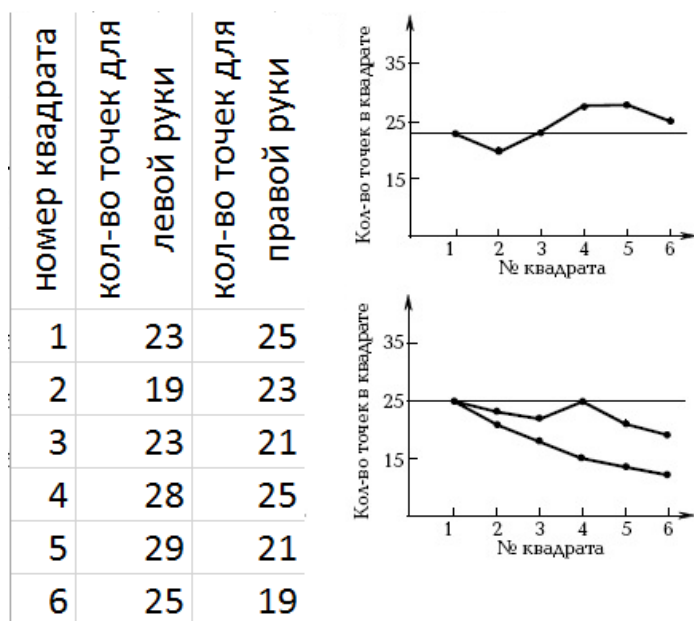 номер квадрата
кол-во точек для
левой руки
кол-во точек для
правой руки
1 23 25
2 19 23
3 23 21
4 28 25
5 29 21
6 25 19
Кол-во точек в квадрате
35
25
15
1 2 3 4 5 6
№ квадрата
Кол-во точек в квадрате
35
25
15
1 2 3 4 5 6
№ квадрата